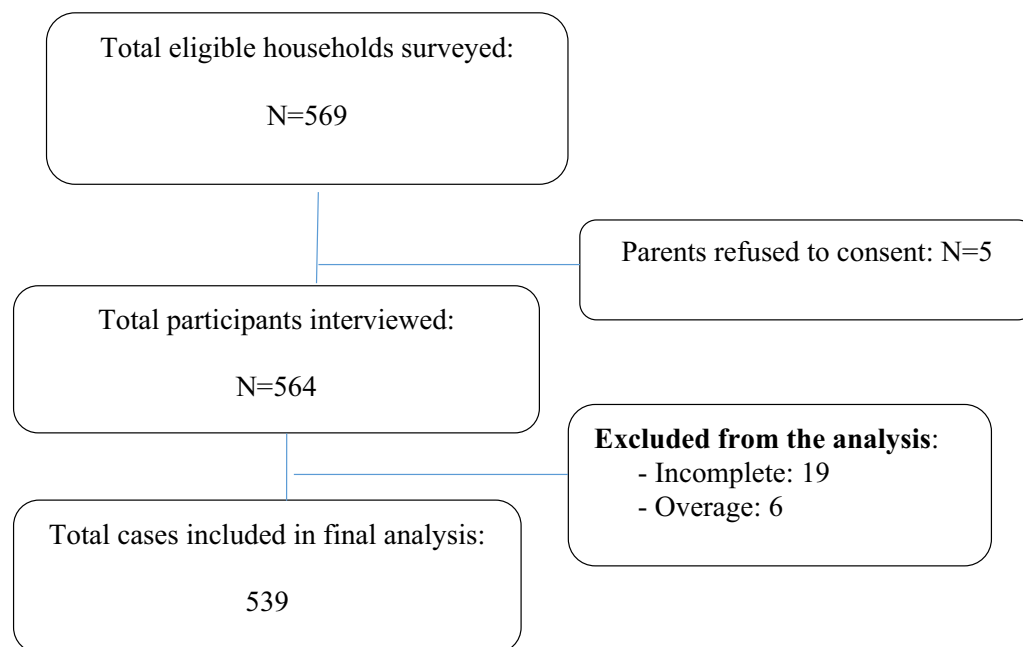 Total eligible households surveyed:
N=569
Parents refused to consent: N=5
Total participants interviewed:
N=564
Excluded from the analysis:
- Incomplete: 19
- Overage: 6
Total cases included in final analysis:
539